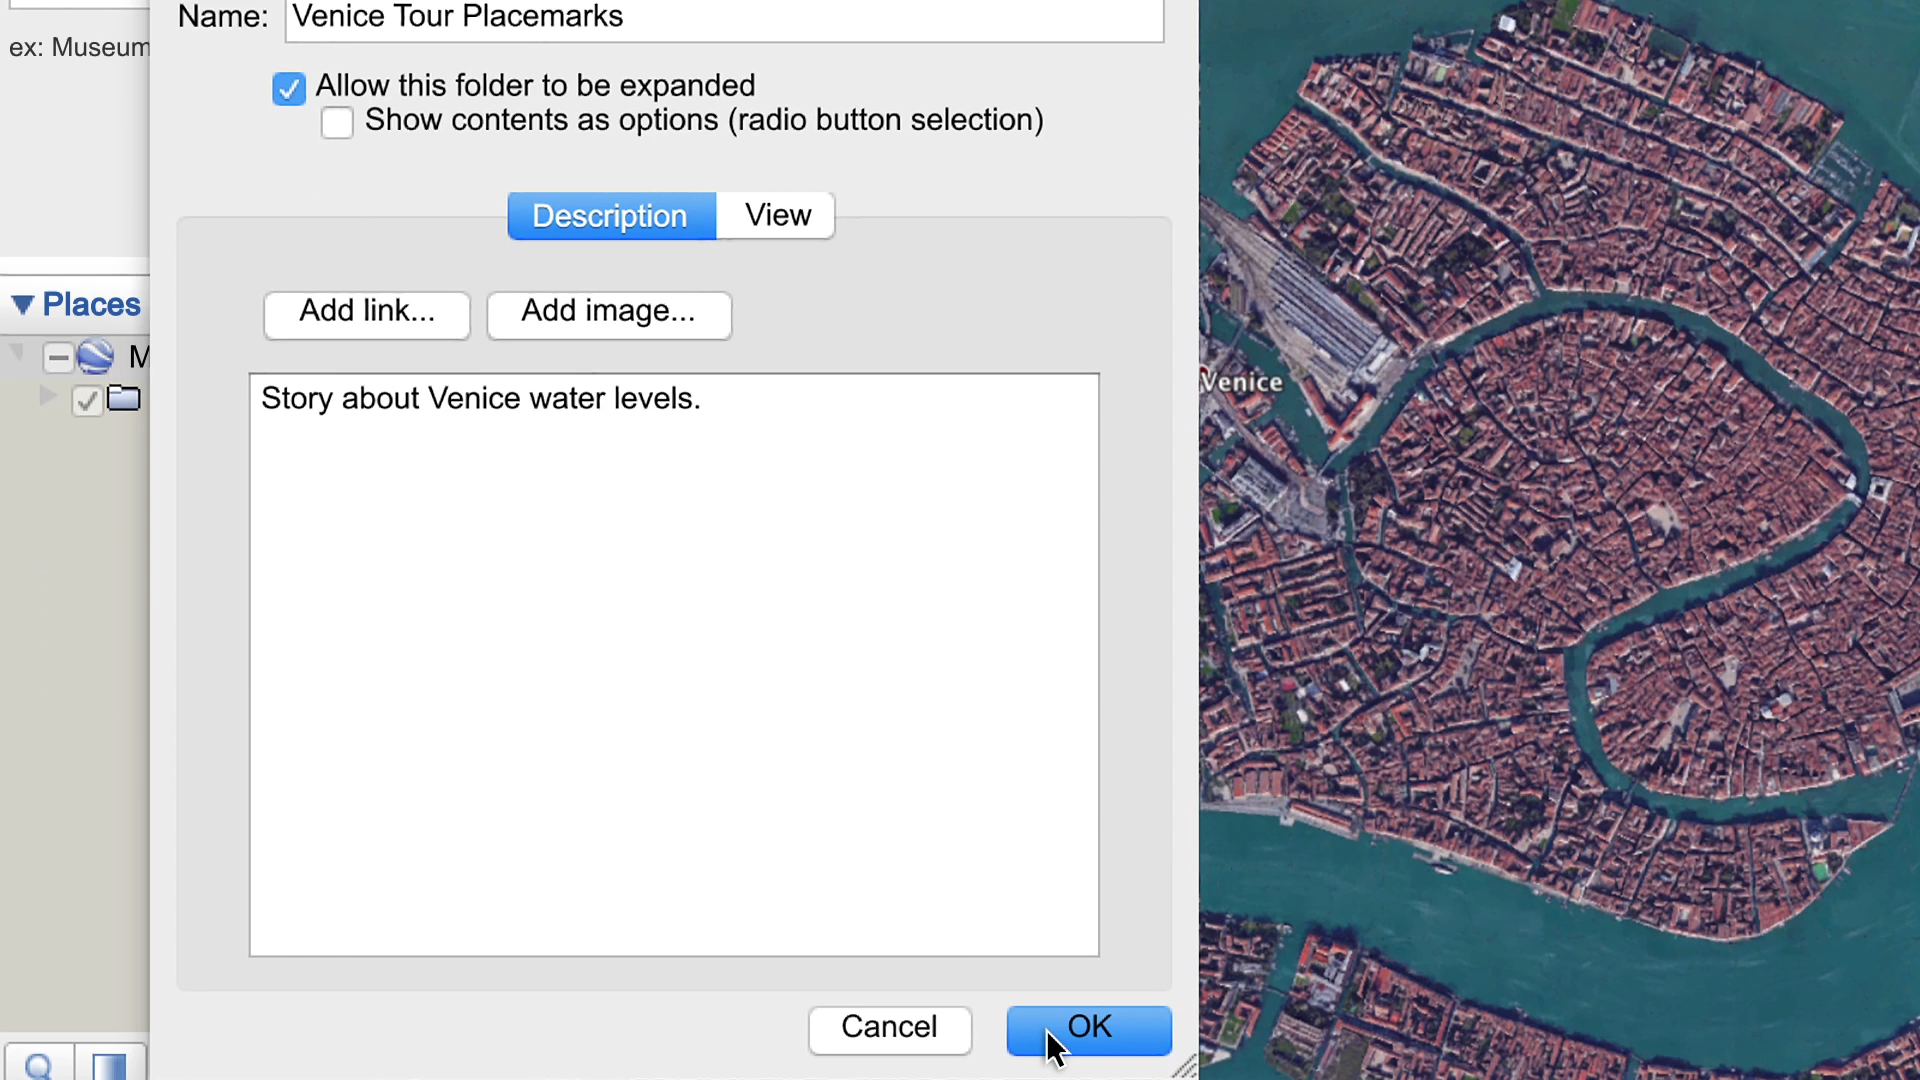 Name: Venice Tour Placemarks
ex: Museum
Allow this folder to be expanded
Show contents as options (radio button selection)
Description View
Add link... Add image...
Places
M
Story about Venice water levels.
Venice
Cancel OK